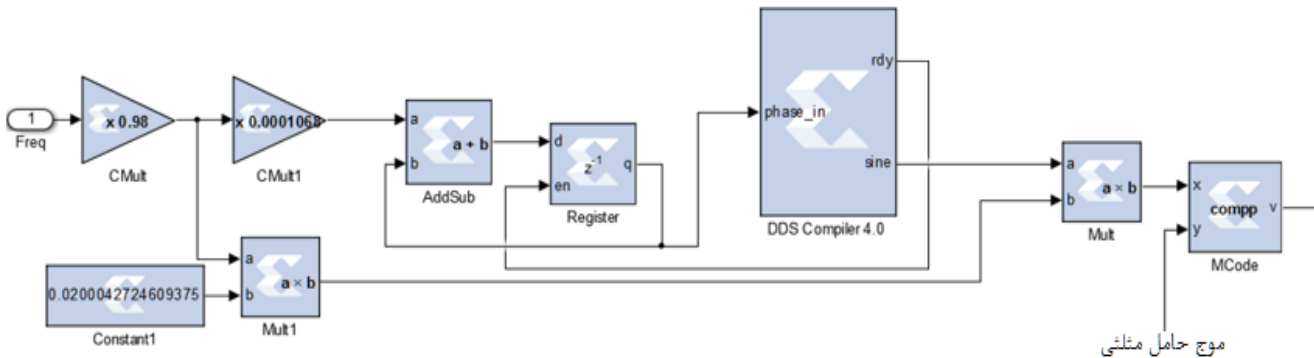 1
Freq
x 0.98
CMult
x 0.0001068
CMult1
a
b
a + b
AddSub
d
en
z⁻¹
q
Register
phase_in
rdy
sine
DDS Compiler 4.0
a
b
a × b
Mult
x
y
compp
v
MCode
0.0200042724609375
Constant1
a
b
a × b
Mult1
موج حامل مثلثی